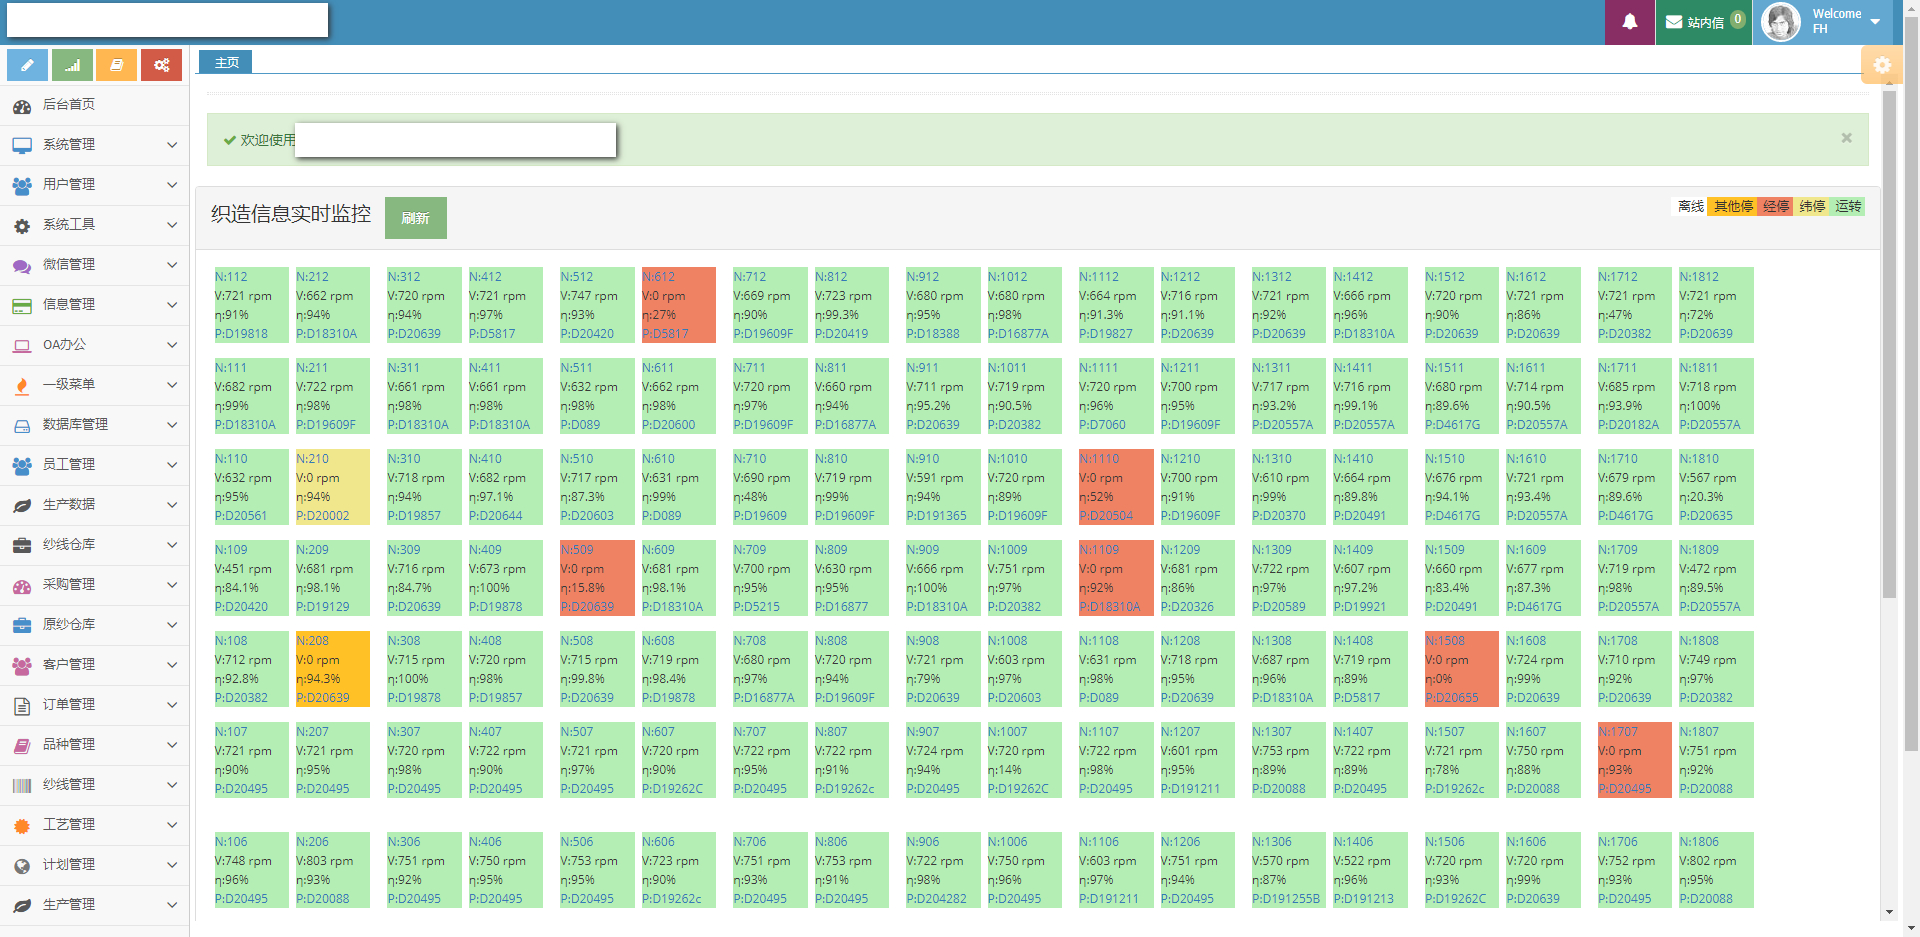 站内信 0
Welcome
FH
主页
后台首页
系统管理
用户管理
系统工具
微信管理
信息管理
OA办公
一级菜单
数据库管理
员工管理
生产数据
纱线仓库
采购管理
原纱仓库
客户管理
订单管理
品种管理
纱线管理
工艺管理
计划管理
生产管理
欢迎使用
×
织造信息实时监控 刷新
离线 其他停 经停 纬停 运转
N:112 N:212 N:312 N:412 N:512 N:612 N:712 N:812 N:912 N:1012 N:1112 N:1212 N:1312 N:1412 N:1512 N:1612 N:1712 N:1812
V:721 rpm V:662 rpm V:720 rpm V:721 rpm V:747 rpm V:0 rpm V:669 rpm V:723 rpm V:680 rpm V:680 rpm V:664 rpm V:716 rpm V:721 rpm V:666 rpm V:720 rpm V:721 rpm V:721 rpm V:721 rpm
η:91% η:94% η:94% η:97% η:93% η:27% η:90% η:99.3% η:95% η:98% η:91.3% η:91.1% η:92% η:96% η:90% η:86% η:47% η:72%
P:D19818 P:D18310A P:D20639 P:D5817 P:D20420 P:D5817 P:D19609F P:D20419 P:D18388 P:D16877A P:D19827 P:D20639 P:D20639 P:D18310A P:D20639 P:D20639 P:D20382 P:D20639
N:111 N:211 N:311 N:411 N:511 N:611 N:711 N:811 N:911 N:1011 N:1111 N:1211 N:1311 N:1411 N:1511 N:1611 N:1711 N:1811
V:682 rpm V:722 rpm V:661 rpm V:661 rpm V:632 rpm V:662 rpm V:720 rpm V:660 rpm V:711 rpm V:719 rpm V:720 rpm V:700 rpm V:717 rpm V:716 rpm V:680 rpm V:714 rpm V:685 rpm V:718 rpm
η:99% η:98% η:98% η:98% η:98% η:98% η:97% η:94% η:95.2% η:90.5% η:96% η:95% η:93.2% η:99.1% η:89.6% η:90.5% η:93.9% η:100%
P:D18310A P:D19609F P:D18310A P:D18310A P:D089 P:D20600 P:D19609F P:D16877A P:D20639 P:D20382 P:D7060 P:D19609F P:D20557A P:D20557A P:D4617G P:D20557A P:D20182A P:D20557A
N:110 N:210 N:310 N:410 N:510 N:610 N:710 N:810 N:910 N:1010 N:1110 N:1210 N:1310 N:1410 N:1510 N:1610 N:1710 N:1810
V:632 rpm V:0 rpm V:718 rpm V:682 rpm V:717 rpm V:631 rpm V:690 rpm V:719 rpm V:591 rpm V:720 rpm V:0 rpm V:700 rpm V:610 rpm V:664 rpm V:676 rpm V:721 rpm V:679 rpm V:567 rpm
η:95% η:94% η:94% η:97.1% η:87.3% η:99% η:48% η:99% η:94% η:89% η:52% η:91% η:99% η:89.8% η:94.1% η:93.4% η:89.6% η:20.3%
P:D20561 P:D20002 P:D19857 P:D20644 P:D20603 P:D089 P:D19609 P:D19609F P:D191365 P:D19609F P:D20504 P:D19609F P:D20370 P:D20491 P:D4617G P:D20557A P:D4617G P:D20635
N:109 N:209 N:309 N:409 N:509 N:609 N:709 N:809 N:909 N:1009 N:1109 N:1209 N:1309 N:1409 N:1509 N:1609 N:1709 N:1809
V:451 rpm V:681 rpm V:716 rpm V:673 rpm V:0 rpm V:681 rpm V:700 rpm V:630 rpm V:666 rpm V:751 rpm V:0 rpm V:681 rpm V:722 rpm V:607 rpm V:660 rpm V:677 rpm V:719 rpm V:472 rpm
η:84.1% η:98.1% η:84.7% η:100% η:15.8% η:98.1% η:95% η:95% η:100% η:97% η:92% η:86% η:97% η:97.2% η:83.4% η:87.3% η:98% η:89.5%
P:D20420 P:D19129 P:D20639 P:D19878 P:D20639 P:D18310A P:D5215 P:D16877 P:D18310A P:D20382 P:D18310A P:D20326 P:D20589 P:D19921 P:D20491 P:D4617G P:D20557A P:D20557A
N:108 N:208 N:308 N:408 N:508 N:608 N:708 N:808 N:908 N:1008 N:1108 N:1208 N:1308 N:1408 N:1508 N:1608 N:1708 N:1808
V:712 rpm V:0 rpm V:715 rpm V:720 rpm V:715 rpm V:719 rpm V:680 rpm V:720 rpm V:721 rpm V:603 rpm V:631 rpm V:718 rpm V:687 rpm V:719 rpm V:0 rpm V:724 rpm V:710 rpm V:749 rpm
η:92.8% η:94.3% η:100% η:98% η:99.8% η:98.4% η:97% η:94% η:79% η:97% η:98% η:95% η:96% η:89% η:0% η:99% η:92% η:97%
P:D20382 P:D20639 P:D19878 P:D19857 P:D20639 P:D19878 P:D16877A P:D19609F P:D20639 P:D20603 P:D089 P:D20639 P:D18310A P:D5817 P:D20655 P:D20639 P:D20639 P:D20382
N:107 N:207 N:307 N:407 N:507 N:607 N:707 N:807 N:907 N:1007 N:1107 N:1207 N:1307 N:1407 N:1507 N:1607 N:1707 N:1807
V:721 rpm V:721 rpm V:720 rpm V:722 rpm V:721 rpm V:720 rpm V:722 rpm V:722 rpm V:724 rpm V:720 rpm V:722 rpm V:601 rpm V:753 rpm V:722 rpm V:721 rpm V:750 rpm V:0 rpm V:751 rpm
η:90% η:95% η:98% η:90% η:97% η:90% η:95% η:91% η:94% η:14% η:98% η:95% η:89% η:89% η:78% η:88% η:93% η:92%
P:D20495 P:D20495 P:D20495 P:D20495 P:D20495 P:D19262C P:D20495 P:D19262c P:D20495 P:D19262C P:D20495 P:D191211 P:D20088 P:D20495 P:D19262c P:D20088 P:D20495 P:D20088
N:106 N:206 N:306 N:406 N:506 N:606 N:706 N:806 N:906 N:1006 N:1106 N:1206 N:1306 N:1406 N:1506 N:1606 N:1706 N:1806
V:748 rpm V:803 rpm V:751 rpm V:750 rpm V:753 rpm V:723 rpm V:751 rpm V:753 rpm V:722 rpm V:750 rpm V:603 rpm V:751 rpm V:570 rpm V:522 rpm V:720 rpm V:720 rpm V:752 rpm V:802 rpm
η:96% η:93% η:92% η:95% η:95% η:90% η:93% η:91% η:98% η:96% η:97% η:94% η:87% η:96% η:93% η:99% η:93% η:95%
P:D20495 P:D20088 P:D20495 P:D20495 P:D20495 P:D19262c P:D20495 P:D20495 P:D204282 P:D20495 P:D191211 P:D20495 P:D191255B P:D191213 P:D19262C P:D20639 P:D20495 P:D20088